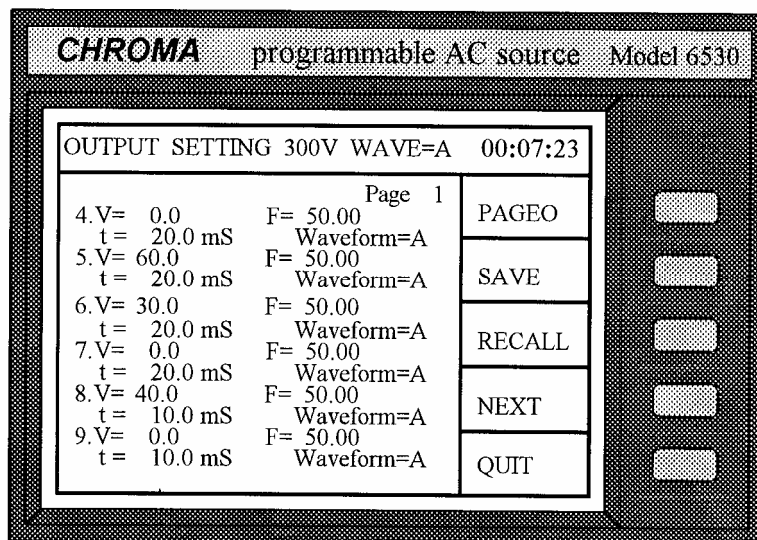 CHROMA programmable AC source Model 6530
OUTPUT SETTING 300V WAVE=A 00:07:23
Page 1
4.V= 0.0 F= 50.00
t = 20.0 mS Waveform=A
5.V= 60.0 F= 50.00
t = 20.0 mS Waveform=A
6.V= 30.0 F= 50.00
t = 20.0 mS Waveform=A
7.V= 0.0 F= 50.00
t = 20.0 mS Waveform=A
8.V= 40.0 F= 50.00
t = 10.0 mS Waveform=A
9.V= 0.0 F= 50.00
t = 10.0 mS Waveform=A
PAGEO
SAVE
RECALL
NEXT
QUIT